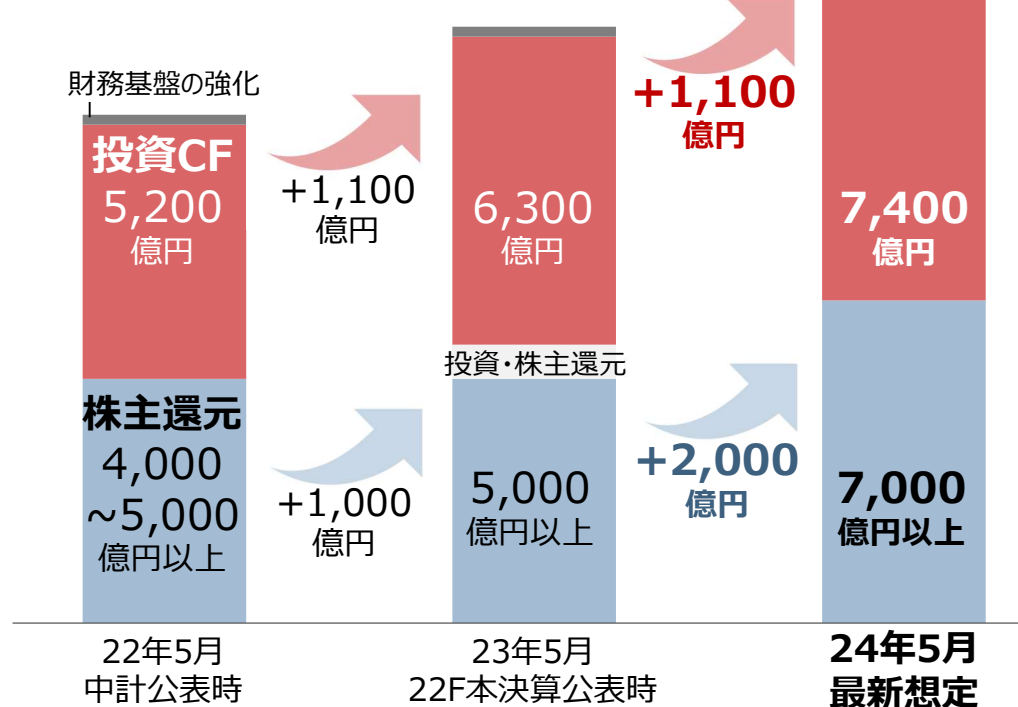 財務基盤の強化
投資CF
5,200
億円
+1,100
億円
6,300
億円
+1,100
億円
7,400
億円
投資・株主還元
株主還元
4,000
~5,000
億円以上
+1,000
億円
5,000
億円以上
+2,000
億円
7,000
億円以上
22年5月
中計公表時
23年5月
22F本決算公表時
24年5月
最新想定